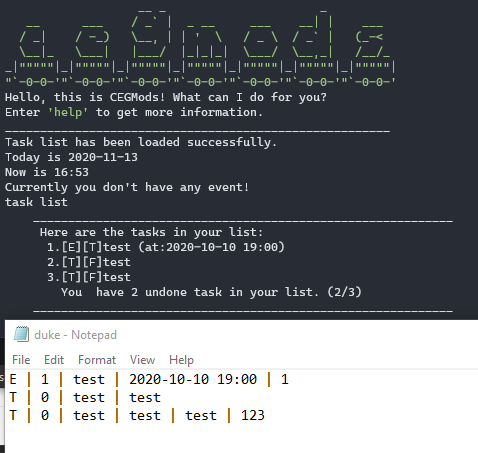 Hello, this is CEGMods! What can I do for you?
Enter 'help' to get more information.
Task list has been loaded successfully.
Today is 2020-11-13
Now is 16:53
Currently you don't have any event!
task list
Here are the tasks in your list:
1.[E][T]test (at:2020-10-10 19:00)
2.[T][F]test
3.[T][F]test
You  have 2 undone task in your list. (2/3)
duke - Notepad
File Edit Format View Help
E | 1 | test | 2020-10-10 19:00 | 1
T | 0 | test | test
T | 0 | test | test | test | 123